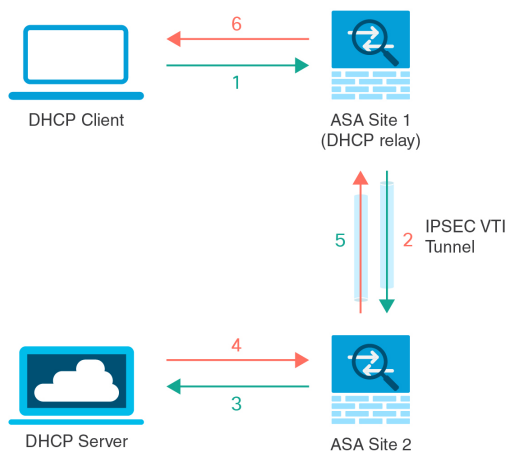 6
1
DHCP Client
ASA Site 1
(DHCP relay)
5
2
IPSEC VTI
Tunnel
4
3
DHCP Server
ASA Site 2